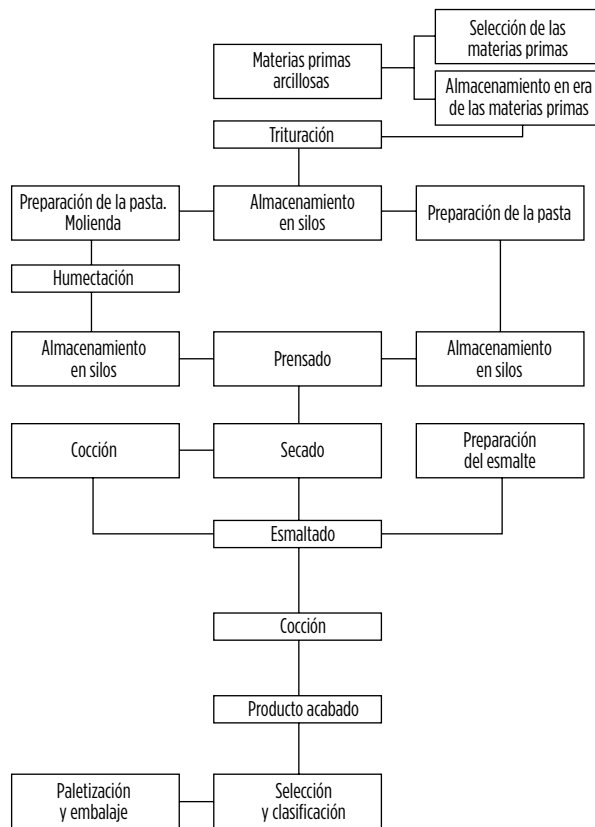 Selección de las
materias primas
Materias primas
arcillosas
Almacenamiento en era
de las materias primas
Trituración
Preparación de la pasta.
Molienda
Almacenamiento
en silos
Preparación de la pasta
Humectación
Almacenamiento
en silos
Prensado
Almacenamiento
en silos
Cocción
Secado
Preparación
del esmalte
Esmaltado
Cocción
Producto acabado
Paletización
y embalaje
Selección
y clasificación